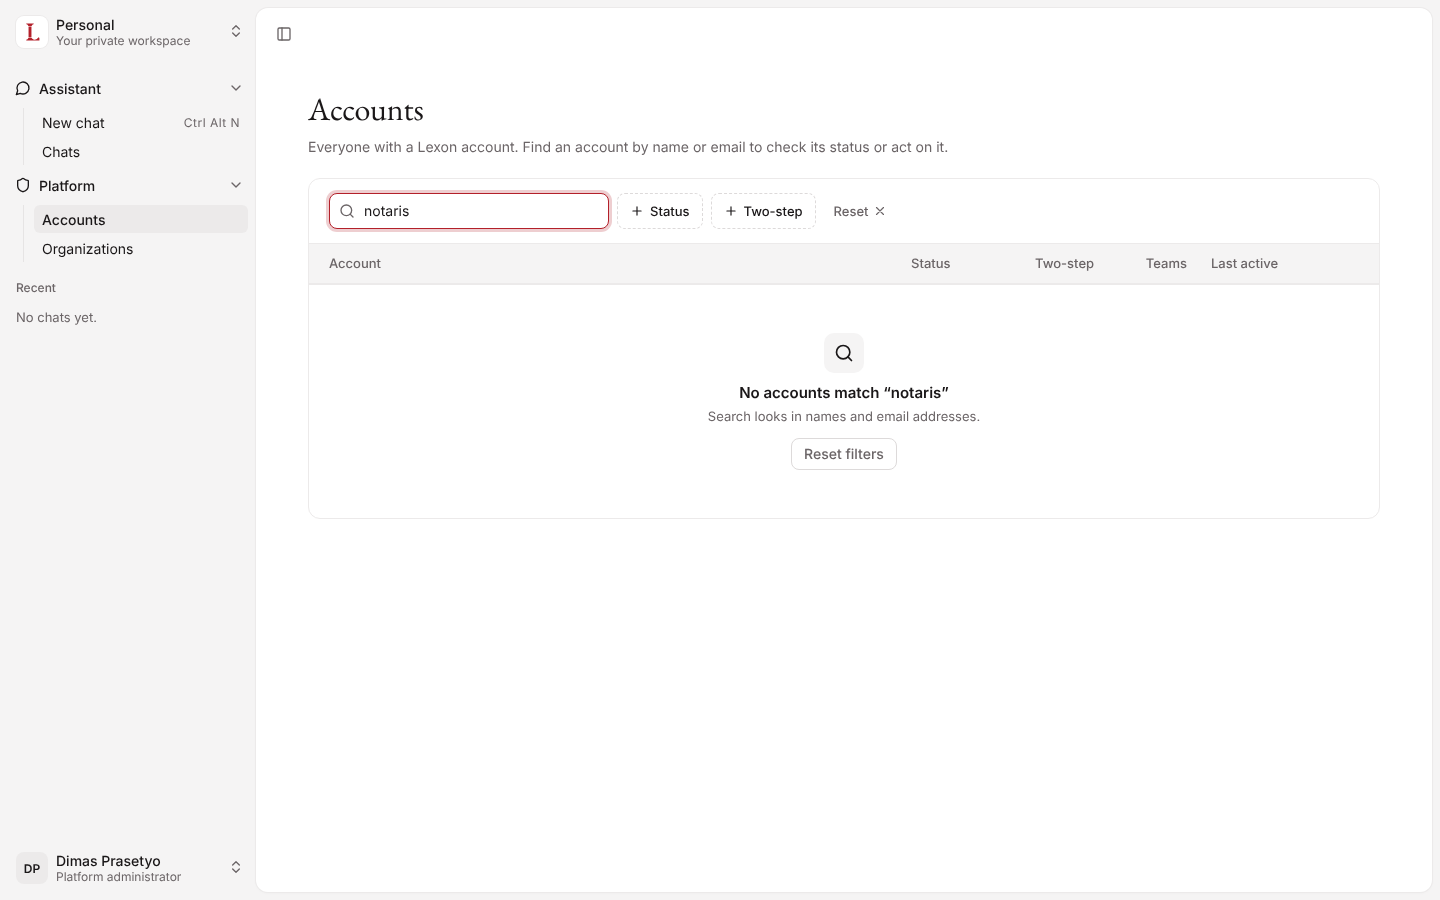 L
Personal
Your private workspace
Assistant
New chat
Ctrl Alt N
Chats
Platform
Accounts
Organizations
Recent
No chats yet.
DP
Dimas Prasetyo
Platform administrator
Accounts
Everyone with a Lexon account. Find an account by name or email to check its status or act on it.
notaris
Status
Two-step
Reset
Account
Status
Two-step
Teams
Last active
No accounts match “notaris”
Search looks in names and email addresses.
Reset filters